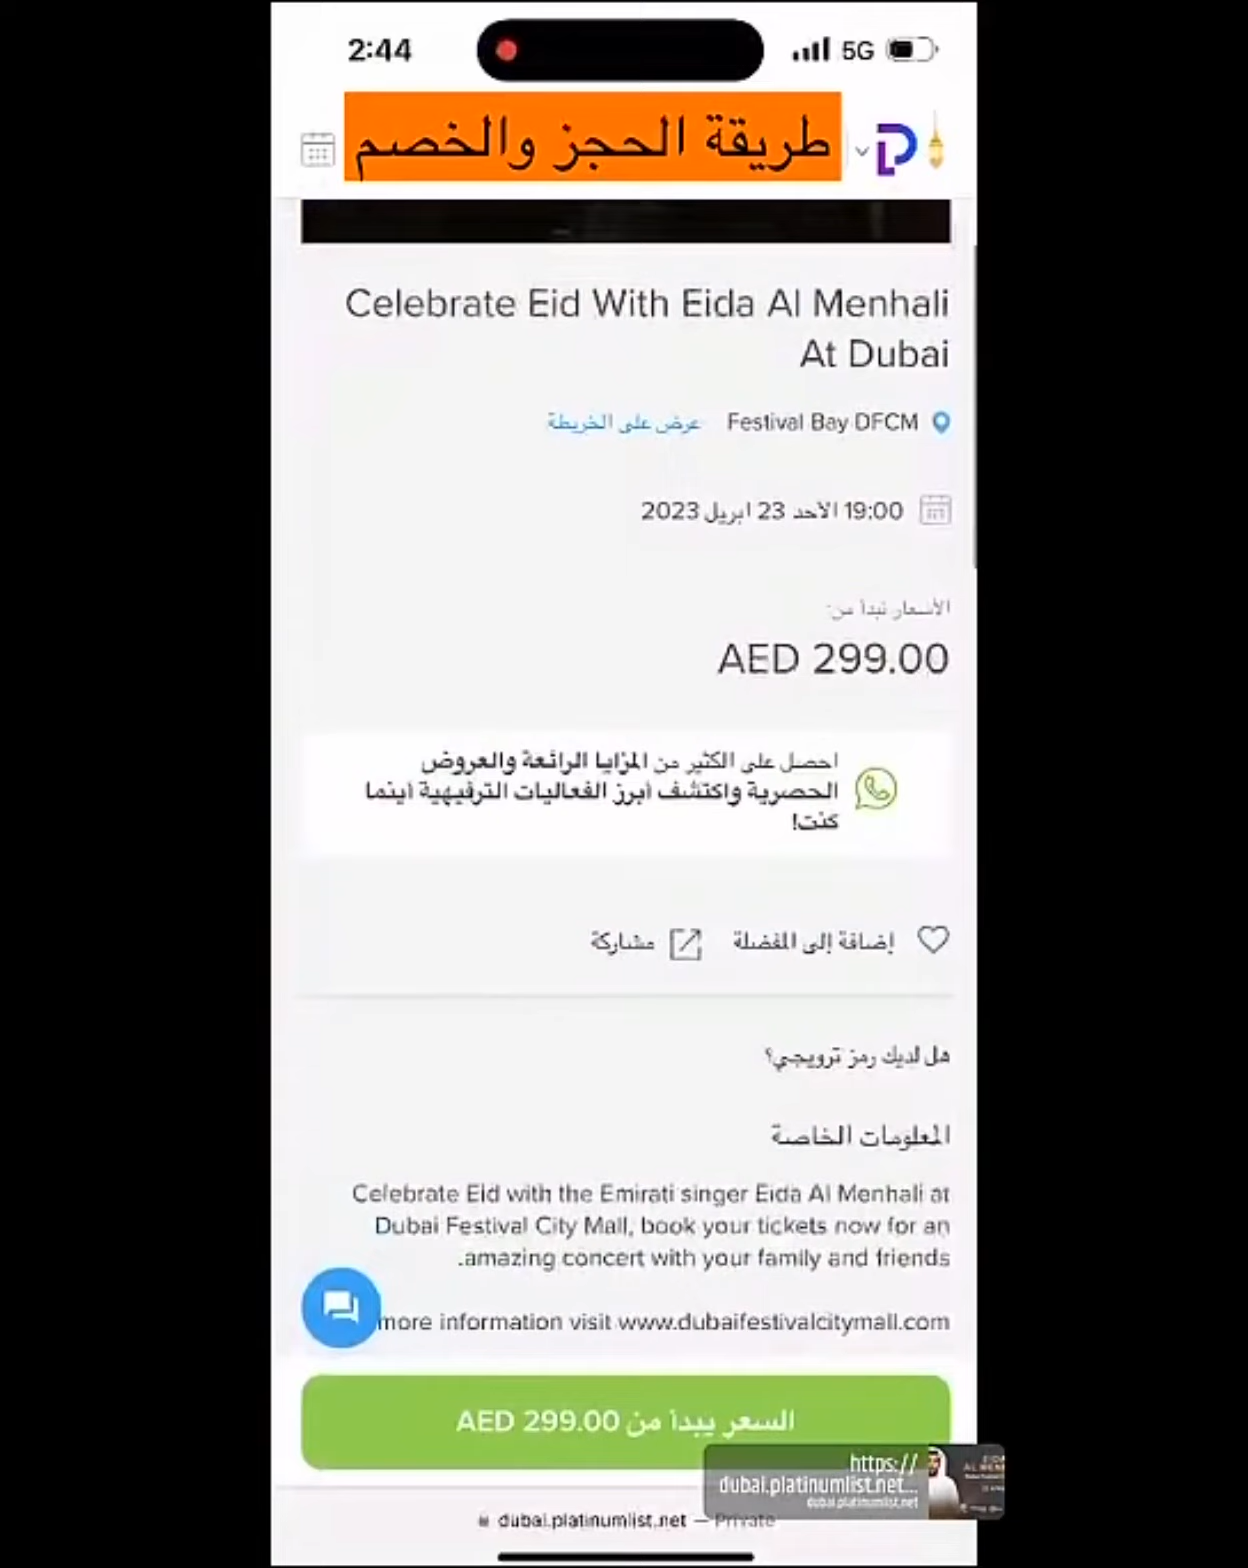 2:44
5G
طريقة الحجز والخصم
Celebrate Eid With Eida Al Menhali
At Dubai
Festival Bay DFCM عرض على الخريطة
19:00 الأحد 23 ابريل 2023
الأسعار تبدأ من:
AED 299.00
احصل على الكثير من المزايا الرائعة والعروض
الحصرية واكتشف أبرز الفعاليات الترفيهية أينما
كنت!
إضافة إلى المفضلة مشاركة
هل لديك رمز ترويجي؟
المعلومات الخاصة
Celebrate Eid with the Emirati singer Eida Al Menhali at
Dubai Festival City Mall, book your tickets now for an
.amazing concert with your family and friends
more information visit www.dubaifestivalcitymall.com
السعر يبدأ من AED 299.00
https://
dubai.platinumlist.net...
dubai.platinumlist.net
dubai.platinumlist.net — Private